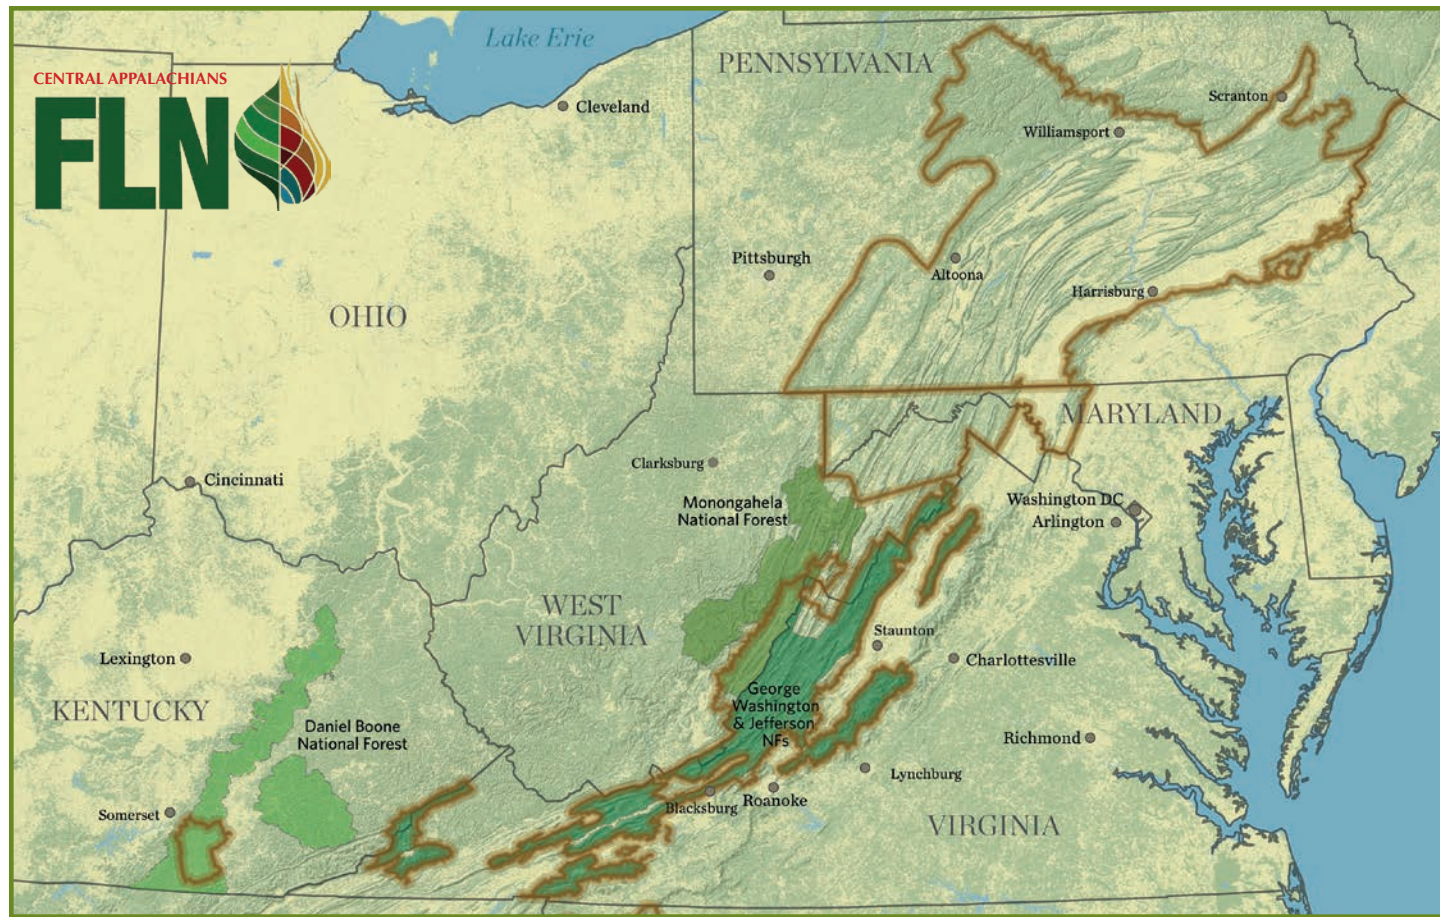 Lake Erie
PENNSYLVANIA
CENTRAL APPALACHIANS
FLN
Cleveland
Scranton
Williamsport
Pittsburgh
Altoona
Harrisburg
OHIO
MARYLAND
Clarksburg
Cincinnati
Monongahela
National Forest
Washington DC
Arlington
WEST
VIRGINIA
Staunton
Lexington
Charlottesville
KENTUCKY
George
Washington
& Jefferson
NFs
Daniel Boone
National Forest
Richmond
Lynchburg
Blacksburg
Roanoke
Somerset
VIRGINIA